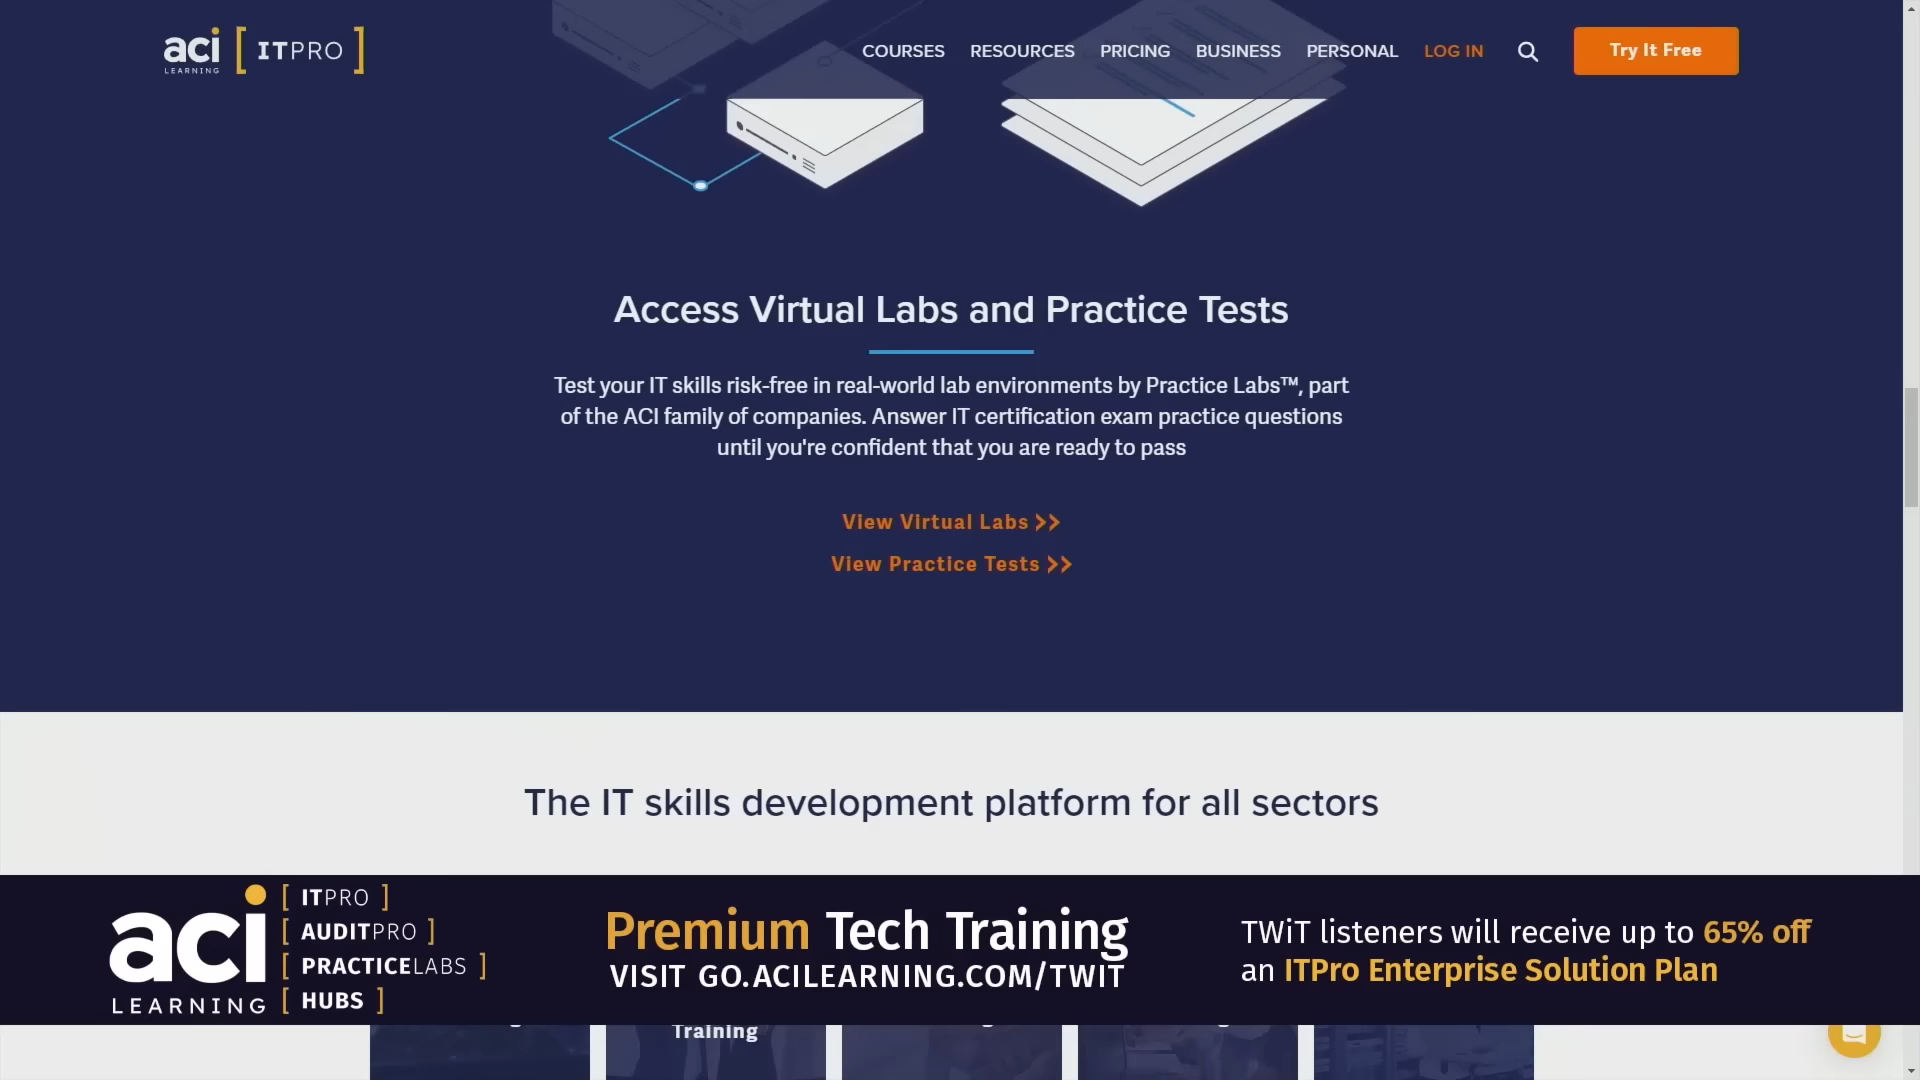 aci LEARNING [ ITPRO ]
COURSES RESOURCES PRICING BUSINESS PERSONAL LOG IN Try It Free
Access Virtual Labs and Practice Tests
Test your IT skills risk-free in real-world lab environments by Practice Labs™, part
of the ACI family of companies. Answer IT certification exam practice questions
until you're confident that you are ready to pass
View Virtual Labs >>
View Practice Tests >>
The IT skills development platform for all sectors
aci
LEARNING
[ ITPRO ]
[ AUDITPRO ]
[ PRACTICELABS ]
[ HUBS ]
Premium Tech Training
VISIT GO.ACILEARNING.COM/TWIT
TWiT listeners will receive up to 65% off
an ITPro Enterprise Solution Plan
Training